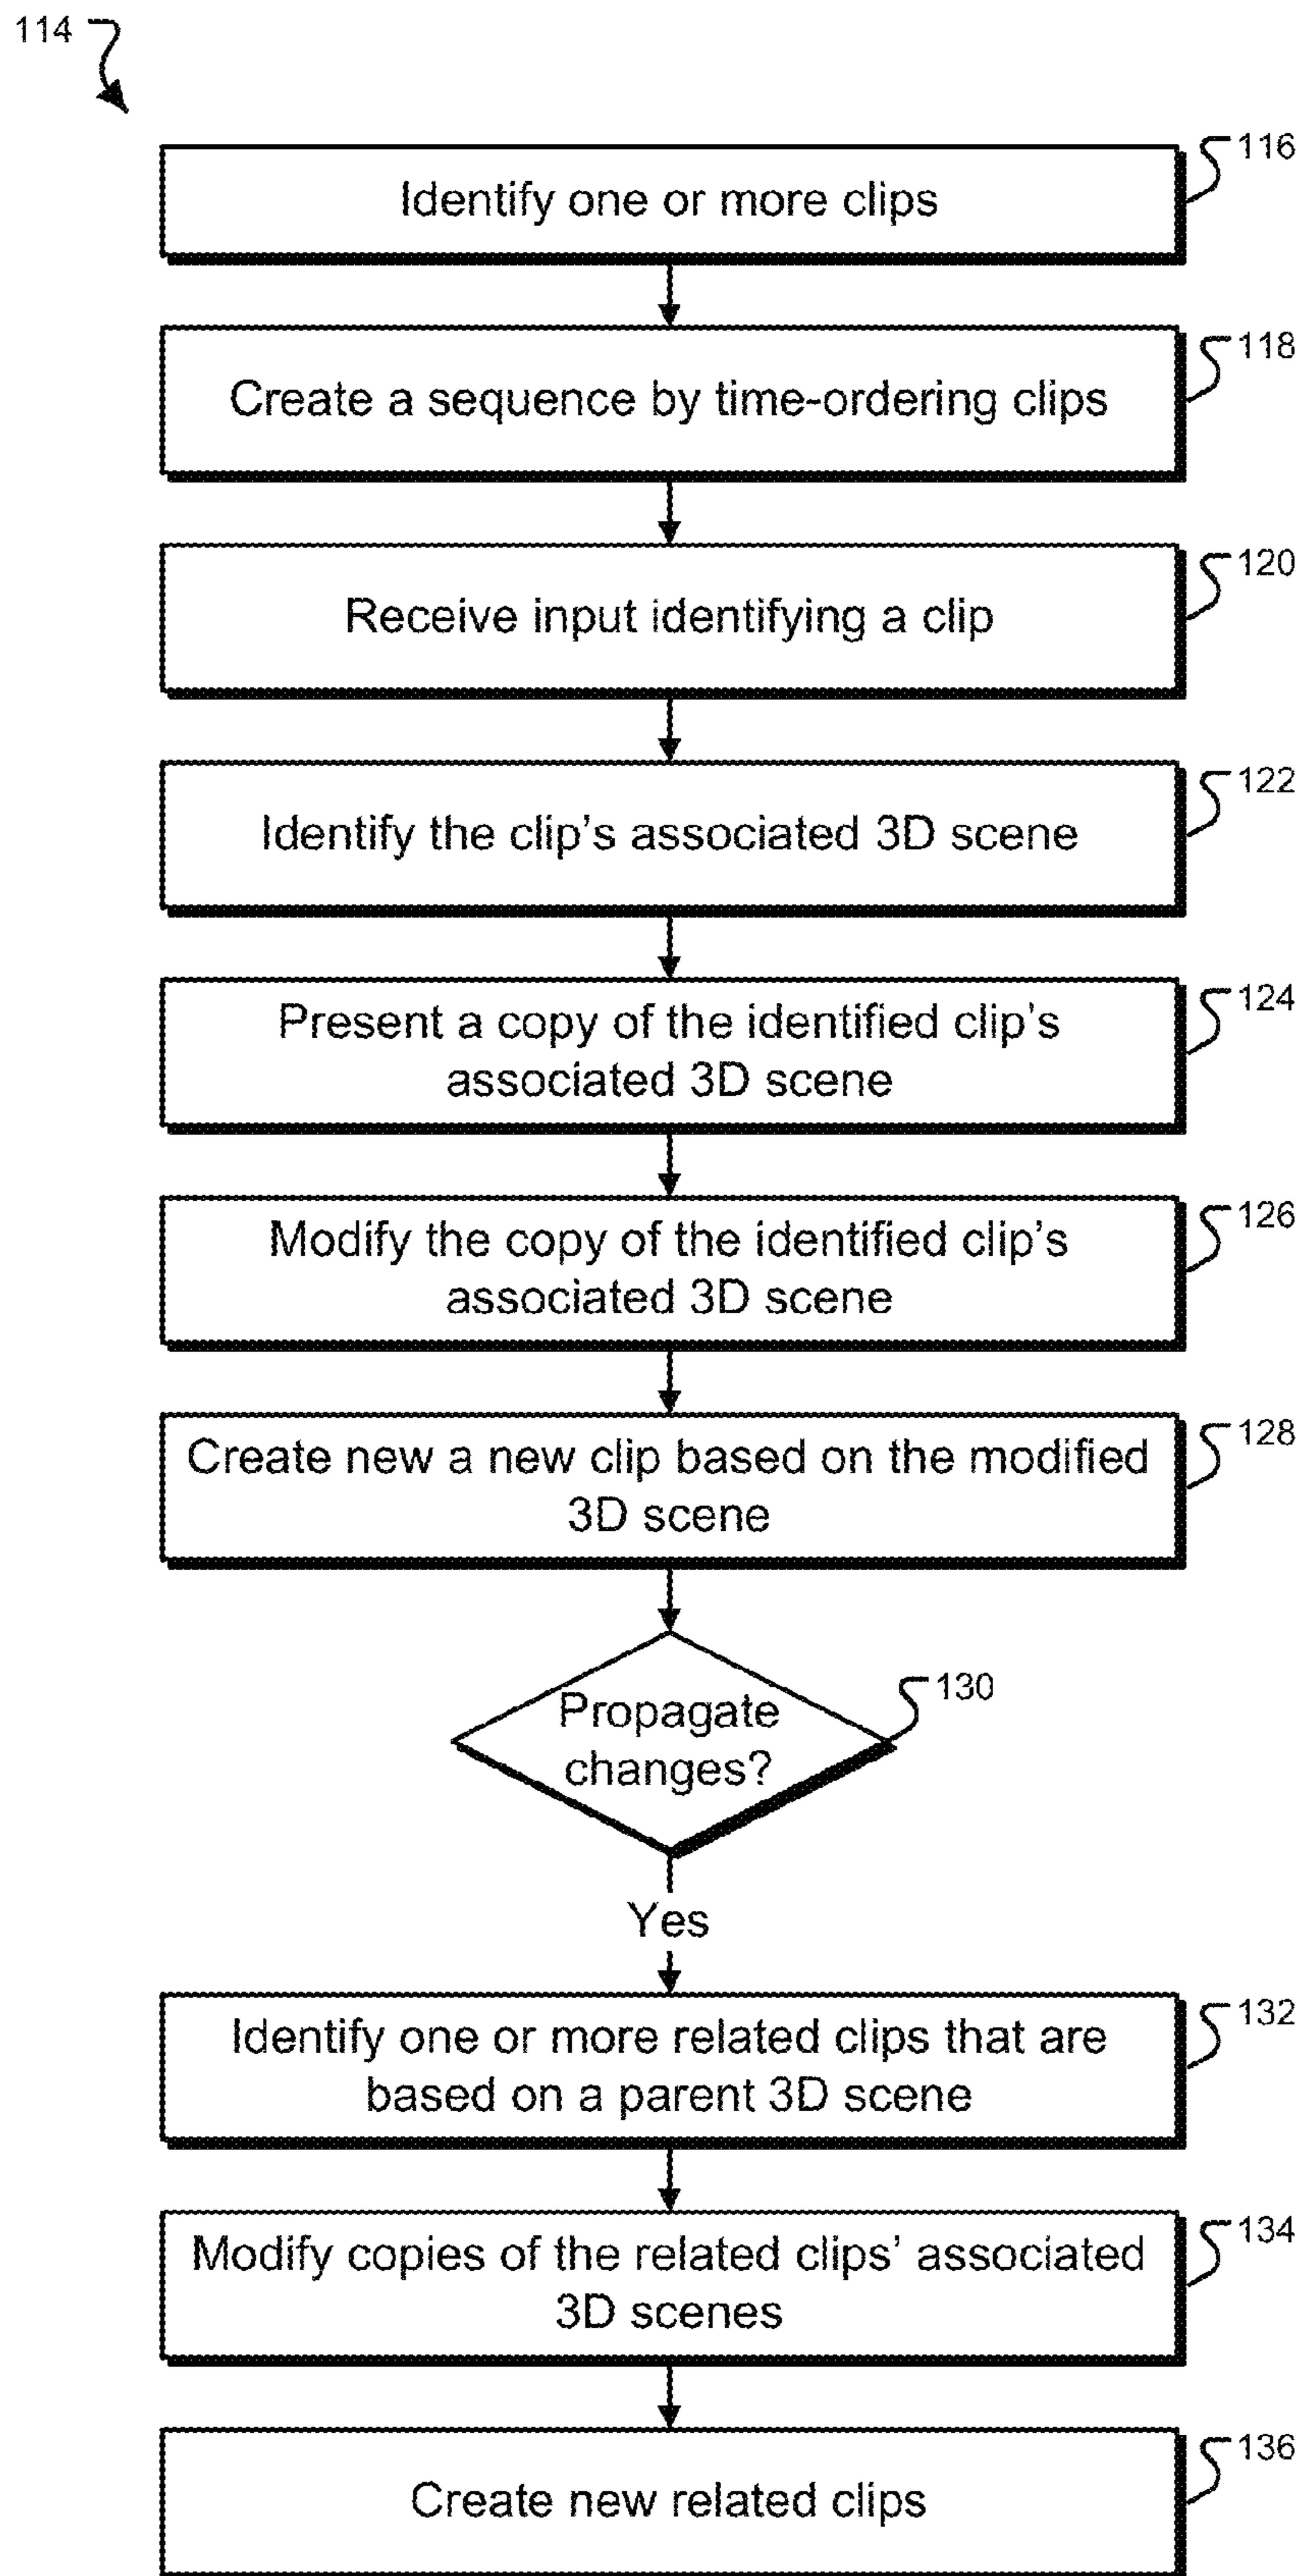 114
116
Identify one or more clips
118
Create a sequence by time-ordering clips
120
Receive input identifying a clip
122
Identify the clip's associated 3D scene
124
Present a copy of the identified clip's
associated 3D scene
126
Modify the copy of the identified clip's
associated 3D scene
128
Create new a new clip based on the modified
3D scene
130
Propagate
changes?
Yes
132
Identify one or more related clips that are
based on a parent 3D scene
134
Modify copies of the related clips' associated
3D scenes
136
Create new related clips